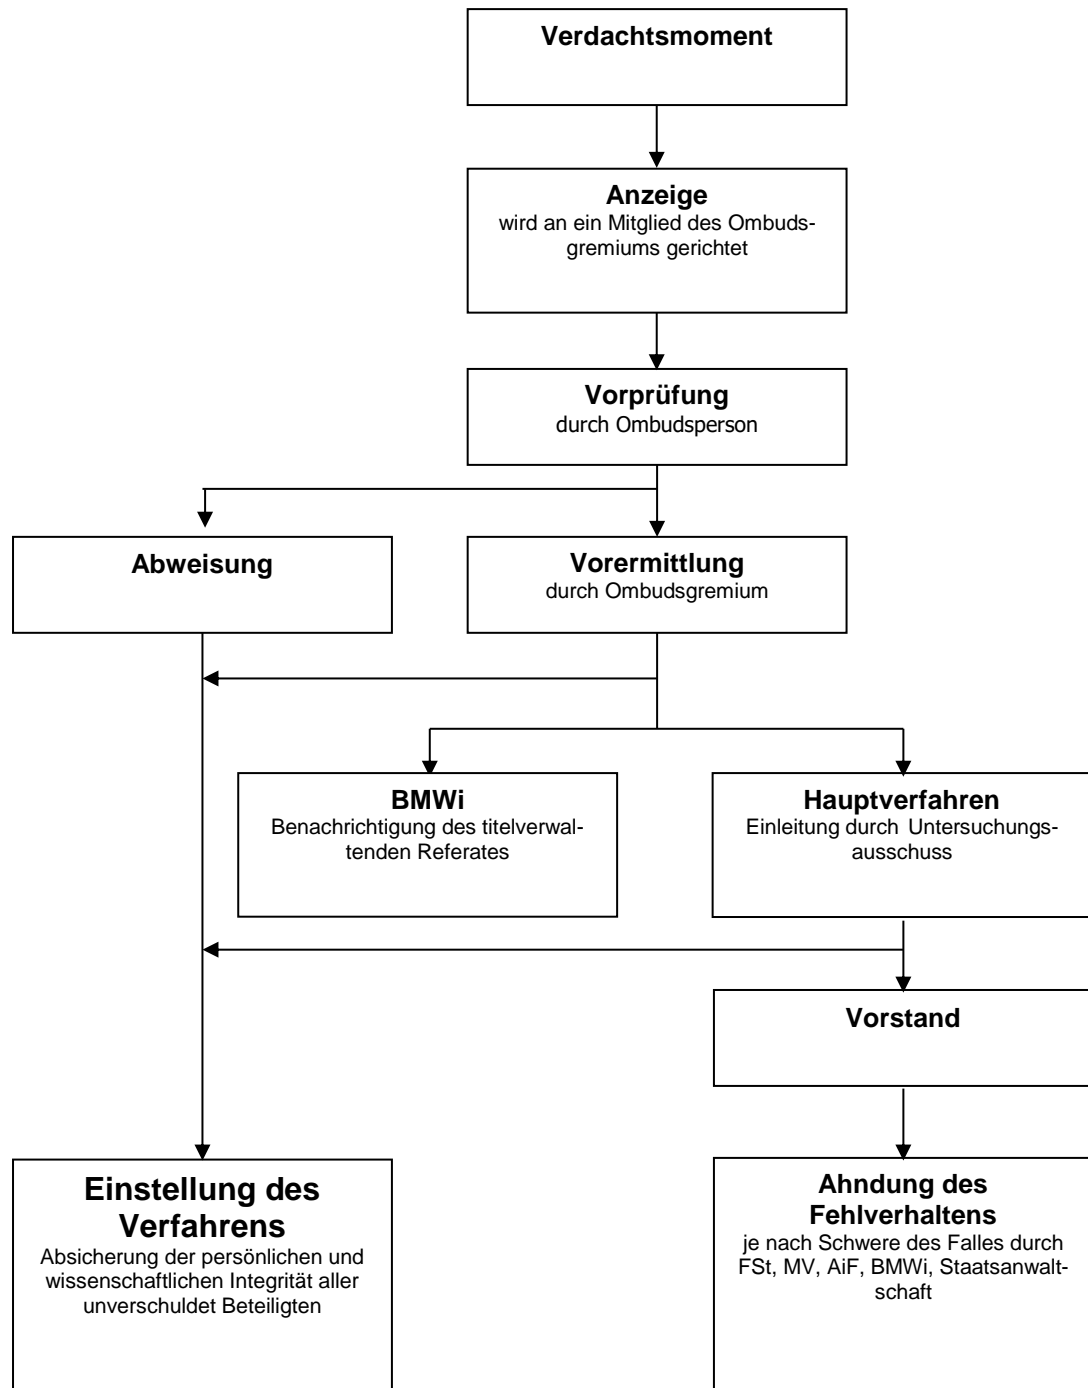 Verdachtsmoment
Anzeige
wird an ein Mitglied des Ombuds-
gremiums gerichtet
Vorprüfung
durch Ombudsperson
Abweisung
Vorermittlung
durch Ombudsgremium
BMWi
Benachrichtigung des titelverwal-
tenden Referates
Hauptverfahren
Einleitung durch Untersuchungs-
ausschuss
Vorstand
Einstellung des
Verfahrens
Absicherung der persönlichen und
wissenschaftlichen Integrität aller
unverschuldet Beteiligten
Ahndung des
Fehlverhaltens
je nach Schwere des Falles durch
FSt, MV, AiF, BMWi, Staatsanwalt-
schaft